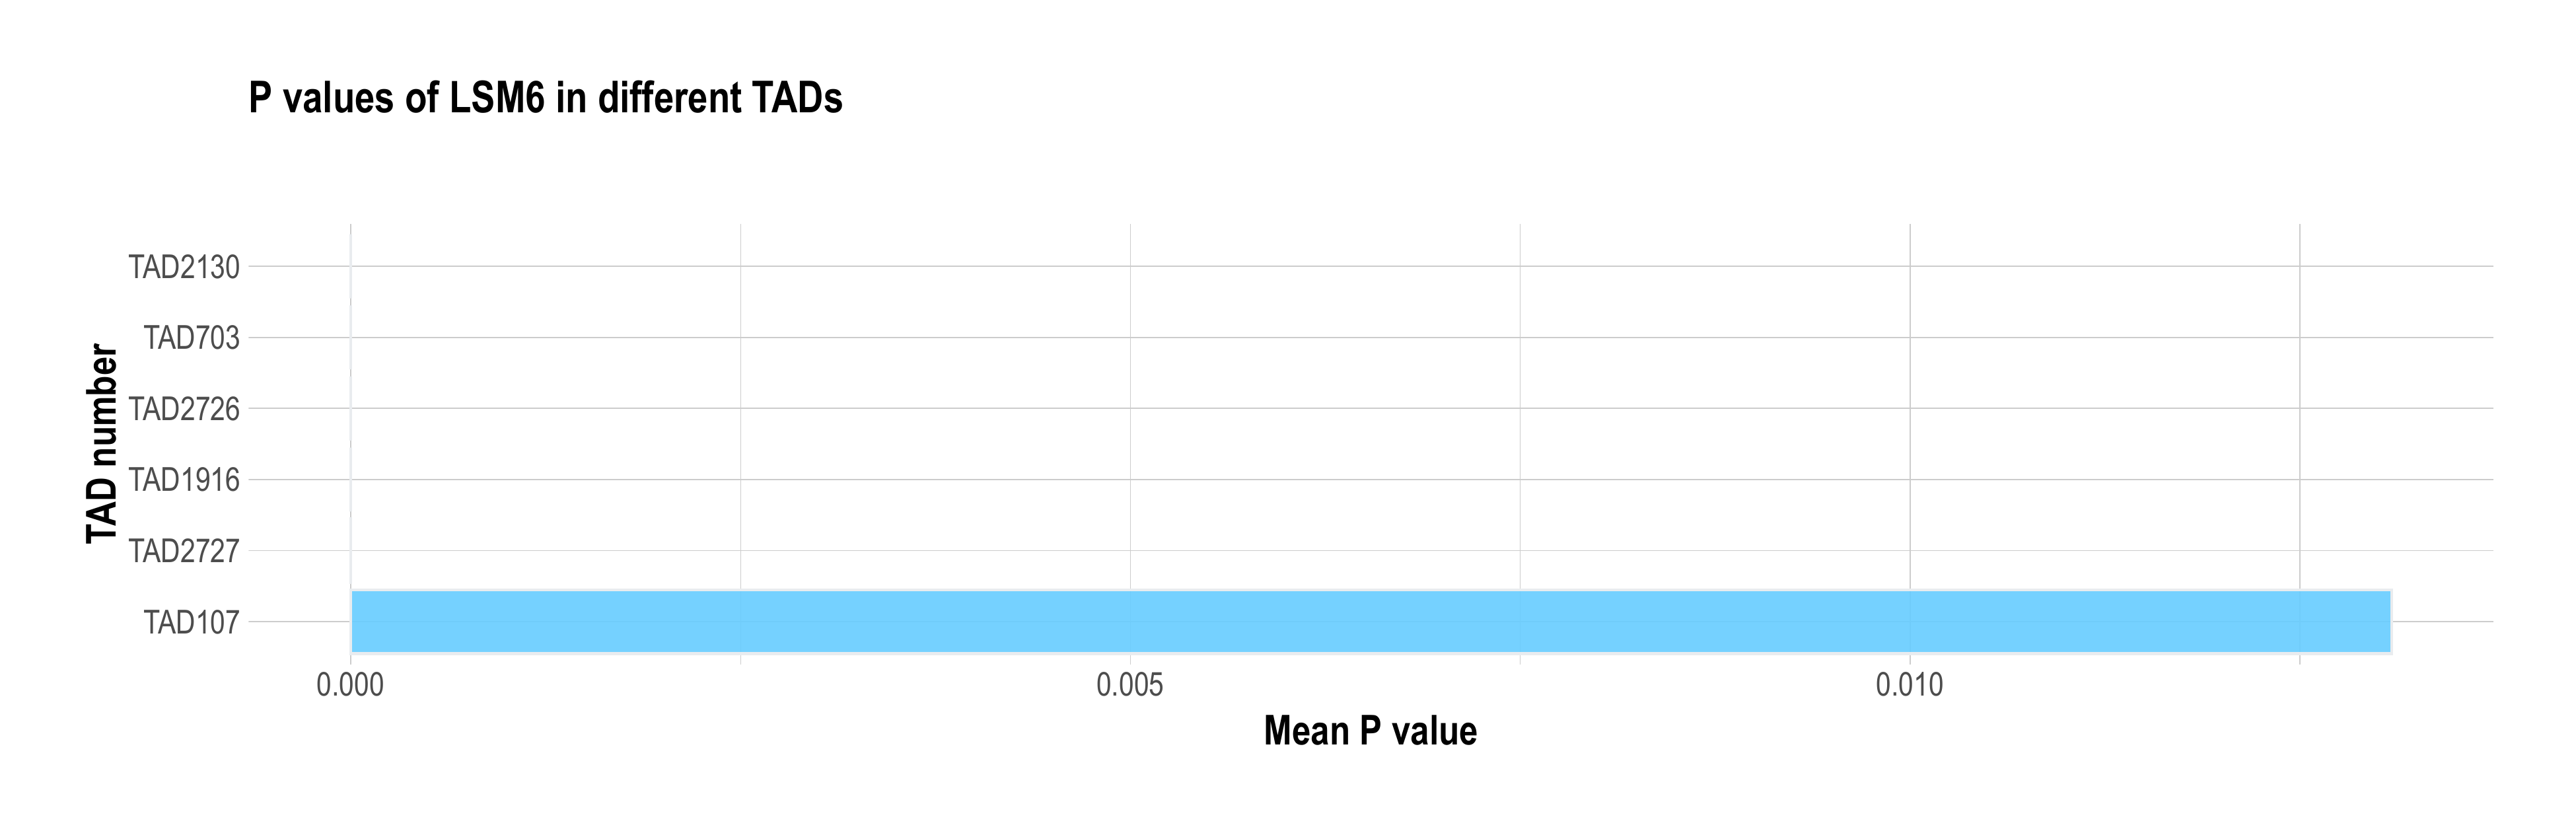 P values of LSM6 in different TADs
TAD number
TAD2130
TAD703
TAD2726
TAD1916
TAD2727
TAD107
0.000
0.005
0.010
Mean P value